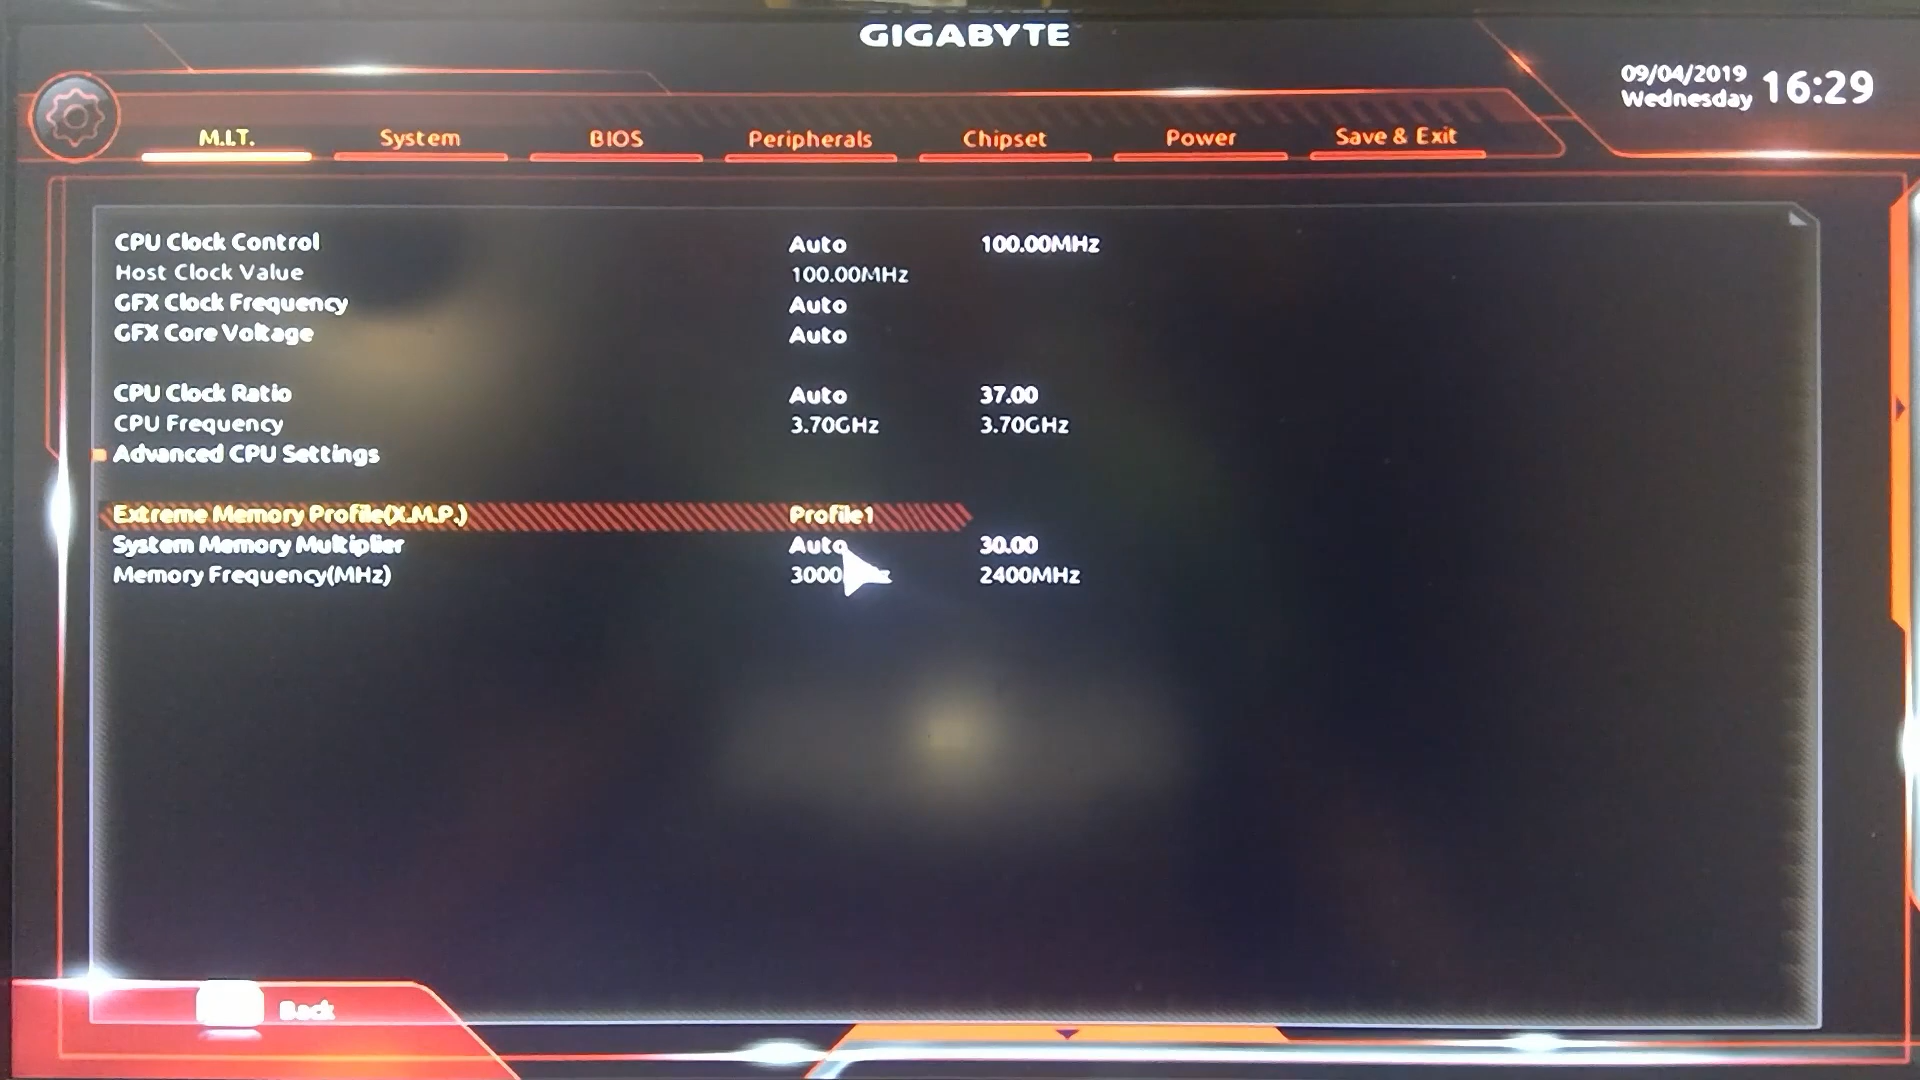 GIGABYTE
09/04/2019
Wednesday
16:29
M.I.T. System BIOS Peripherals Chipset Power Save & Exit
CPU Clock Control Auto 100.00MHz
Host Clock Value 100.00MHz
GFX Clock Frequency Auto
GFX Core Voltage Auto
CPU Clock Ratio Auto 37.00
CPU Frequency 3.70GHz 3.70GHz
Advanced CPU Settings
Extreme Memory Profile(X.M.P.) Profile1
System Memory Multiplier Auto 30.00
Memory Frequency(MHz) 3000 2400MHz
Back